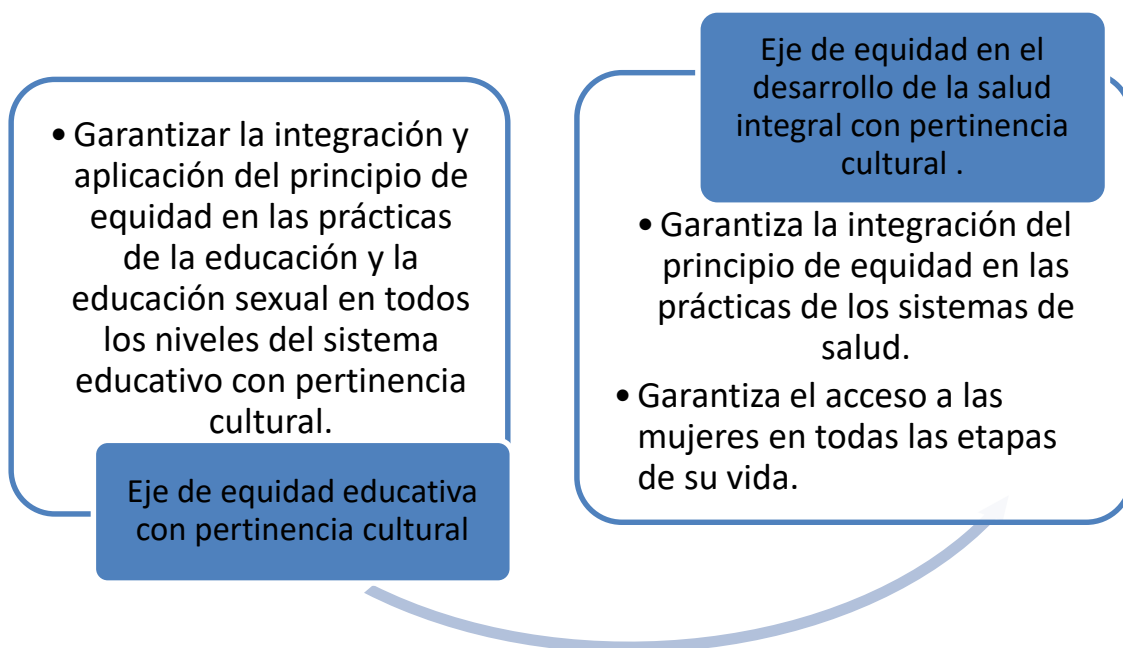 • Garantizar la integración y
aplicación del principio de
equidad en las prácticas
de la educación y la
educación sexual en todos
los niveles del sistema
educativo con pertinencia
cultural.
Eje de equidad educativa
con pertinencia cultural
Eje de equidad en el
desarrollo de la salud
integral con pertinencia
cultural .
• Garantiza la integración del
principio de equidad en las
prácticas de los sistemas de
salud.
• Garantiza el acceso a las
mujeres en todas las etapas
de su vida.